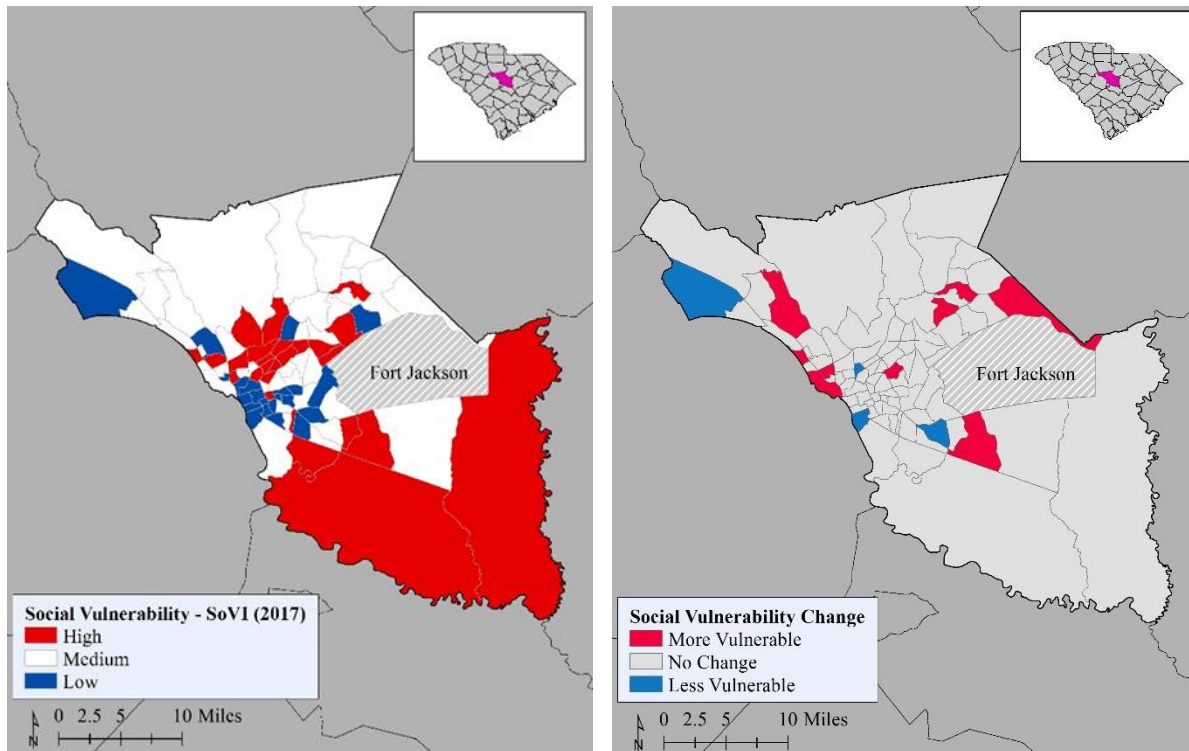 Fort Jackson
Social Vulnerability - SoVI (2017)
High
Medium
Low
N
0 2.5 5 10 Miles
Fort Jackson
Social Vulnerability Change
More Vulnerable
No Change
Less Vulnerable
N
0 2.5 5 10 Miles